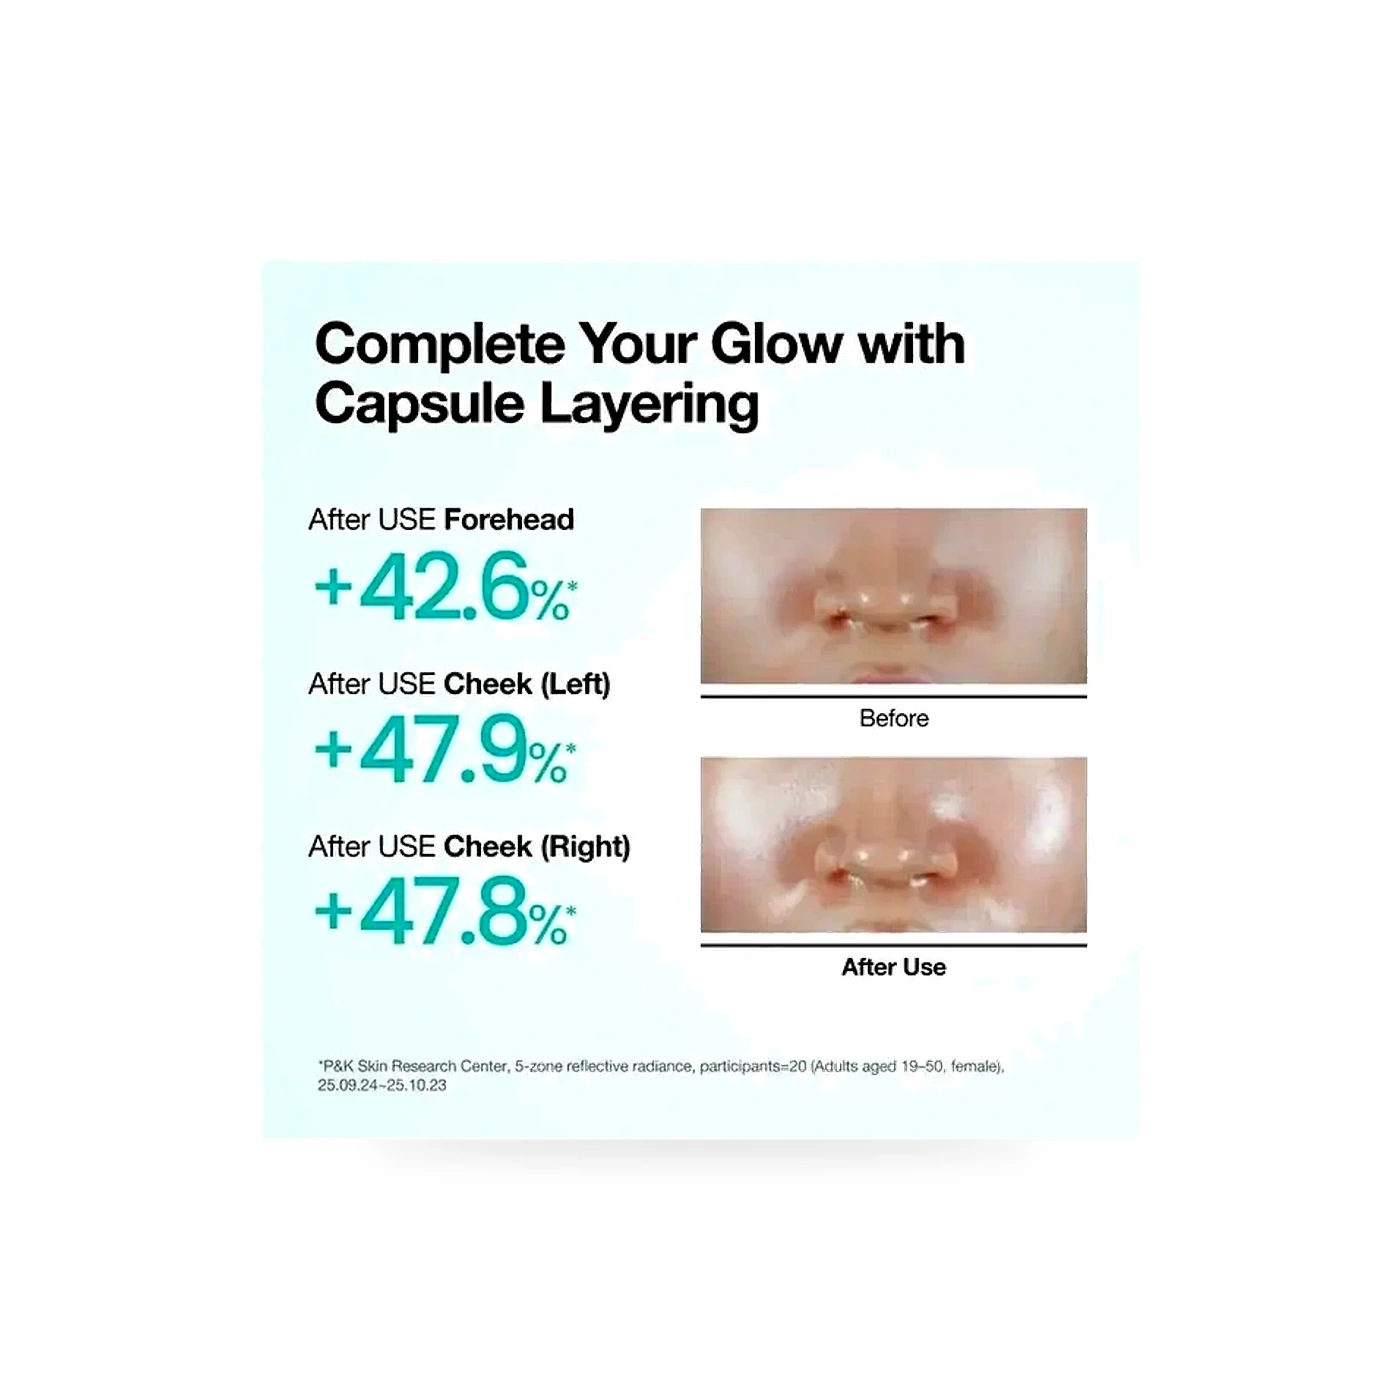 Complete Your Glow with
Capsule Layering
After USE Forehead
+42.6%*
After USE Cheek (Left)
+47.9%*
After USE Cheek (Right)
+47.8%*
Before
After Use
*P&K Skin Research Center, 5-zone reflective radiance, participants=20 (Adults aged 19–50, female),
25.09.24~25.10.23